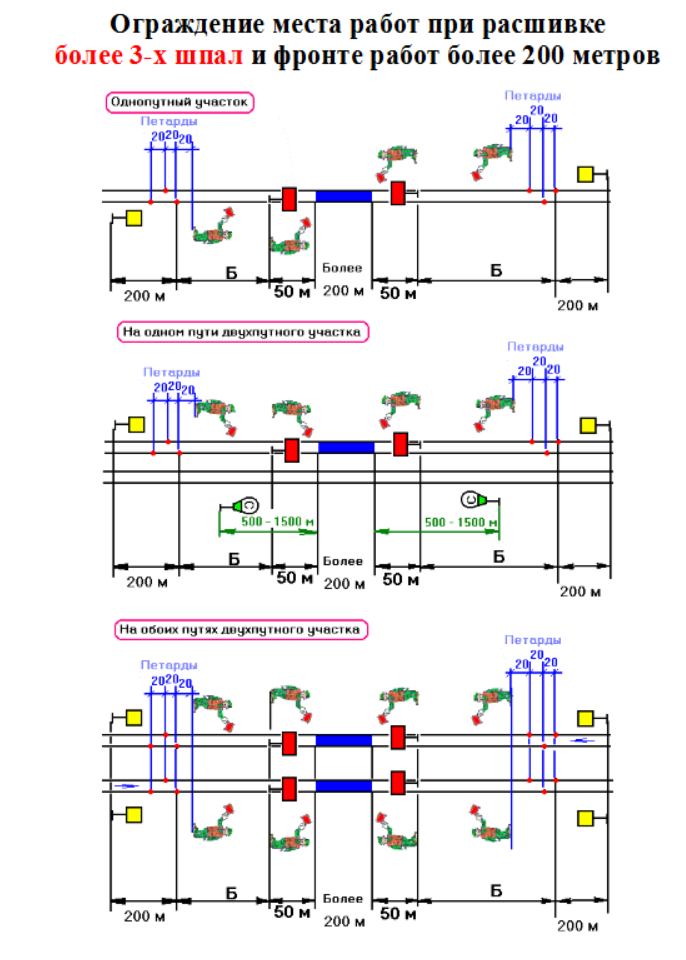 Ограждение места работ при расшивке
более 3-х шпал и фронте работ более 200 метров
Однопутный участок
Петарды
Петарды
20 20 20
20 20 20
Б
Б
Более
200 м
50 м
200 м
50 м
200 м
На одном пути двухпутного участка
Петарды
Петарды
20 20 20
20 20 20
С
С
500 - 1500 м
500 - 1500 м
Б
Б
Более
200 м
50 м
200 м
50 м
200 м
На обоих путях двухпутного участка
Петарды
Петарды
20 20 20
20 20 20
Б
Б
Более
200 м
50 м
200 м
50 м
200 м